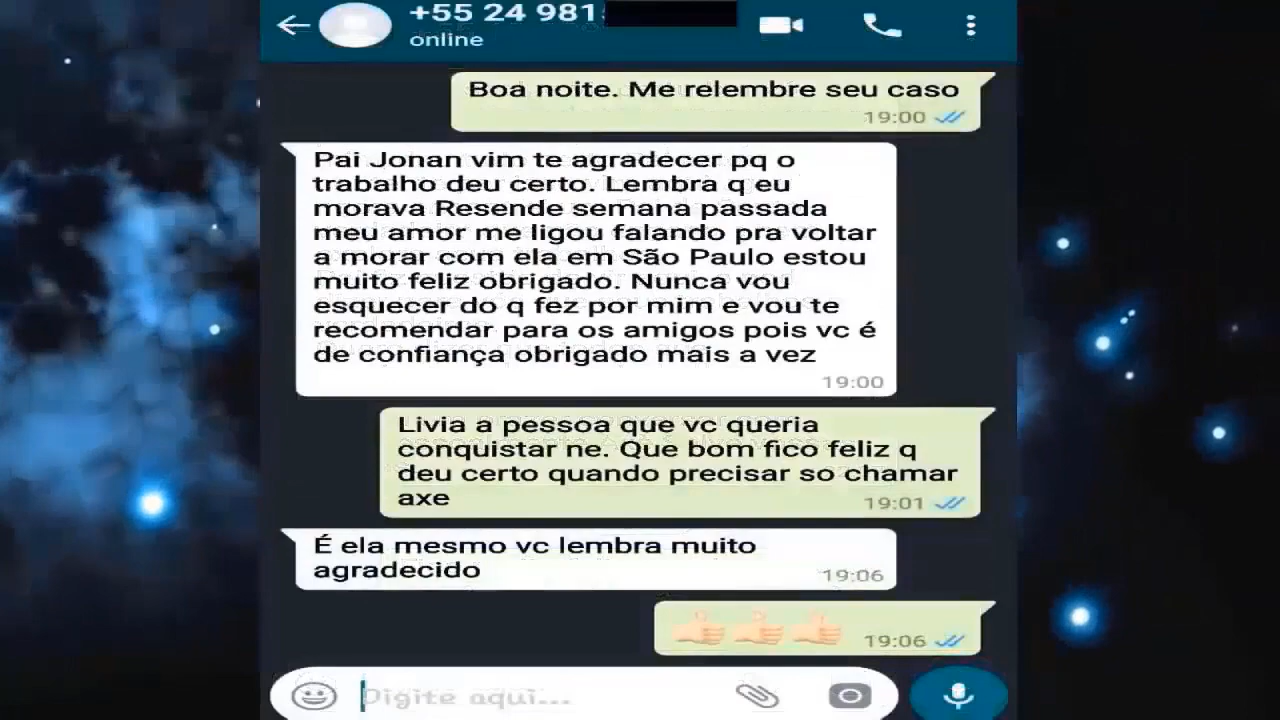 +55 24 981
online
Boa noite. Me relembre seu caso
19:00
Pai Jonan vim te agradecer pq o
trabalho deu certo. Lembra q eu
morava Resende semana passada
meu amor me ligou falando pra voltar
a morar com ela em São Paulo estou
muito feliz obrigado. Nunca vou
esquecer do q fez por mim e vou te
recomendar para os amigos pois vc é
de confiança obrigado mais a vez
19:00
Livia a pessoa que vc queria
conquistar ne. Que bom fico feliz q
deu certo quando precisar so chamar
axe
19:01
É ela mesmo vc lembra muito
agradecido
19:06
19:06
Digite aqui...